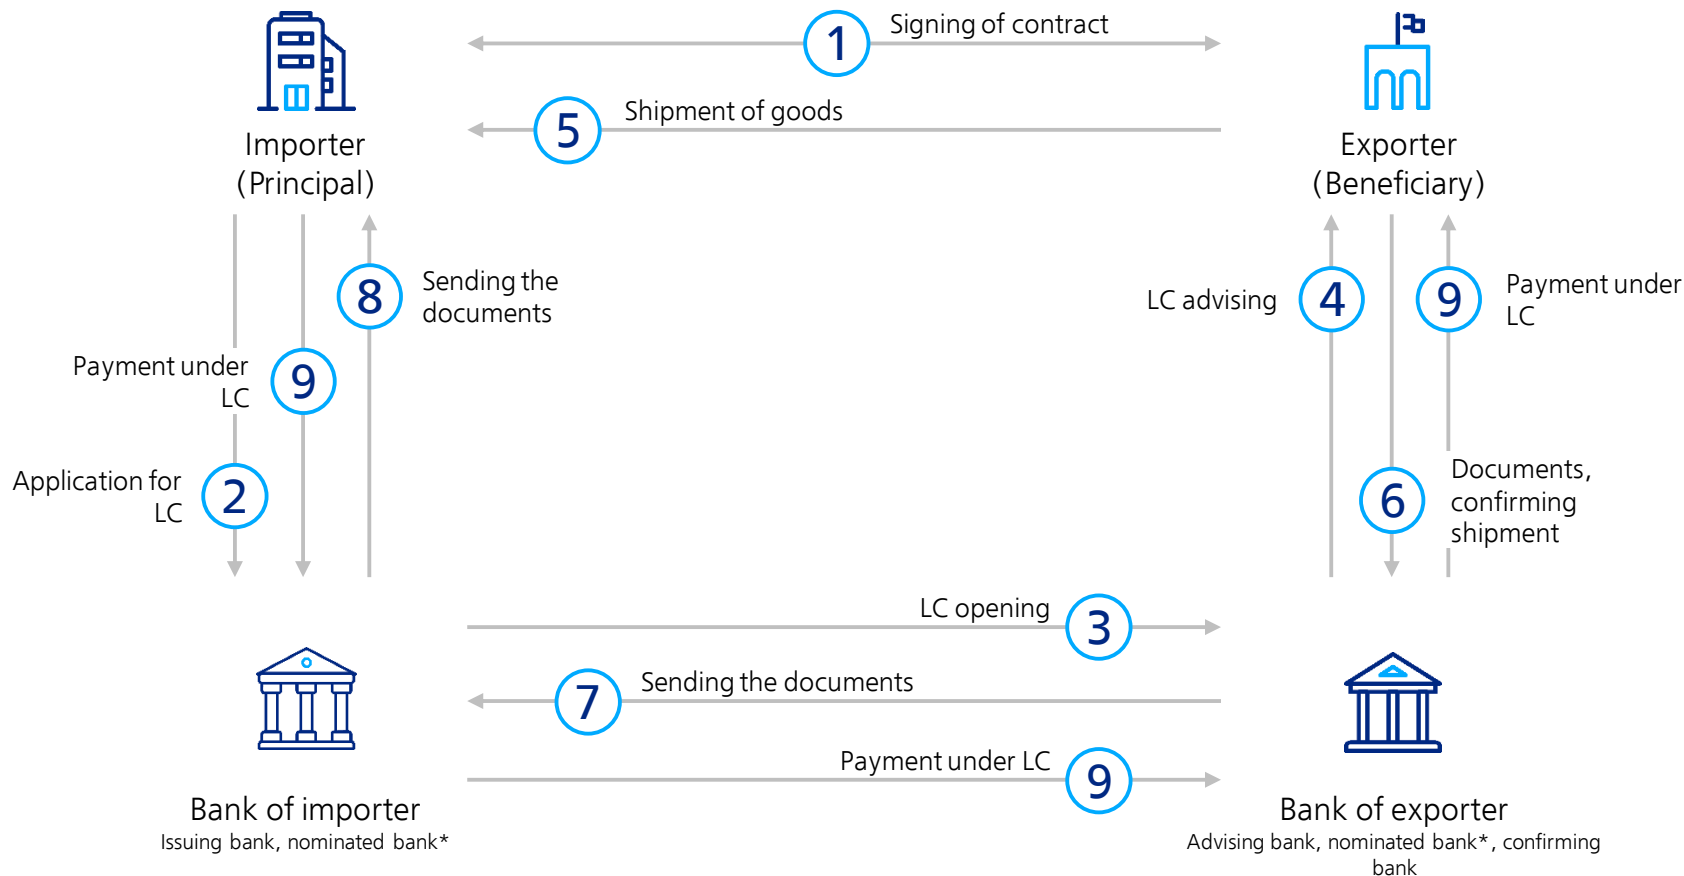 1
Signing of contract
5
Shipment of goods
Importer
(Principal)
Exporter
(Beneficiary)
8
Sending the
documents
LC advising
4
9
Payment under
LC
Payment under
LC
9
Application for
LC
2
6
Documents,
confirming
shipment
LC opening
3
7
Sending the documents
Payment under LC
9
Bank of importer
Issuing bank, nominated bank*
Bank of exporter
Advising bank, nominated bank*, confirming
bank